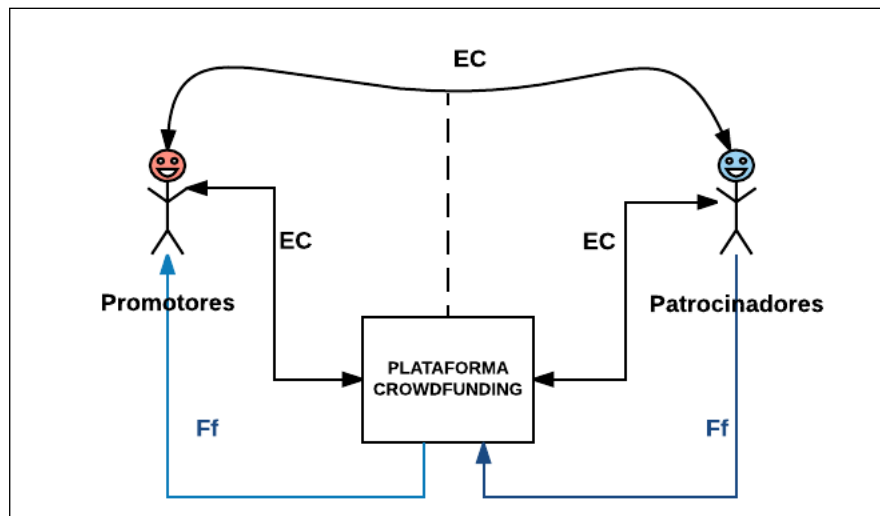 EC
EC
EC
Promotores
Patrocinadores
PLATAFORMA
CROWDFUNDING
Ff
Ff